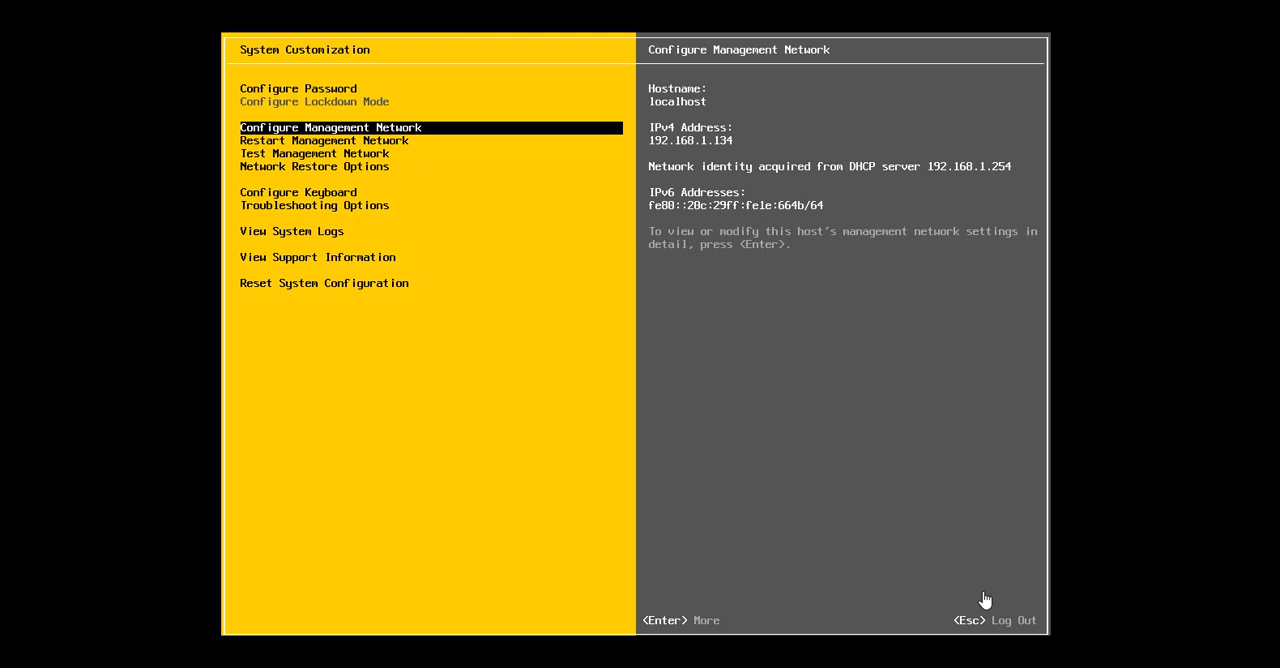 System Customization
Configure Password
Configure Lockdown Mode
Configure Management Network
Restart Management Network
Test Management Network
Network Restore Options
Configure Keyboard
Troubleshooting Options
View System Logs
View Support Information
Reset System Configuration
Configure Management Network
Hostname:
localhost
IPv4 Address:
192.168.1.134
Network identity acquired from DHCP server 192.168.1.254
IPv6 Addresses:
fe80::20c:29ff:fe1e:664b/64
To view or modify this host's management network settings in
detail, press <Enter>.
<Enter> More
<Esc> Log Out